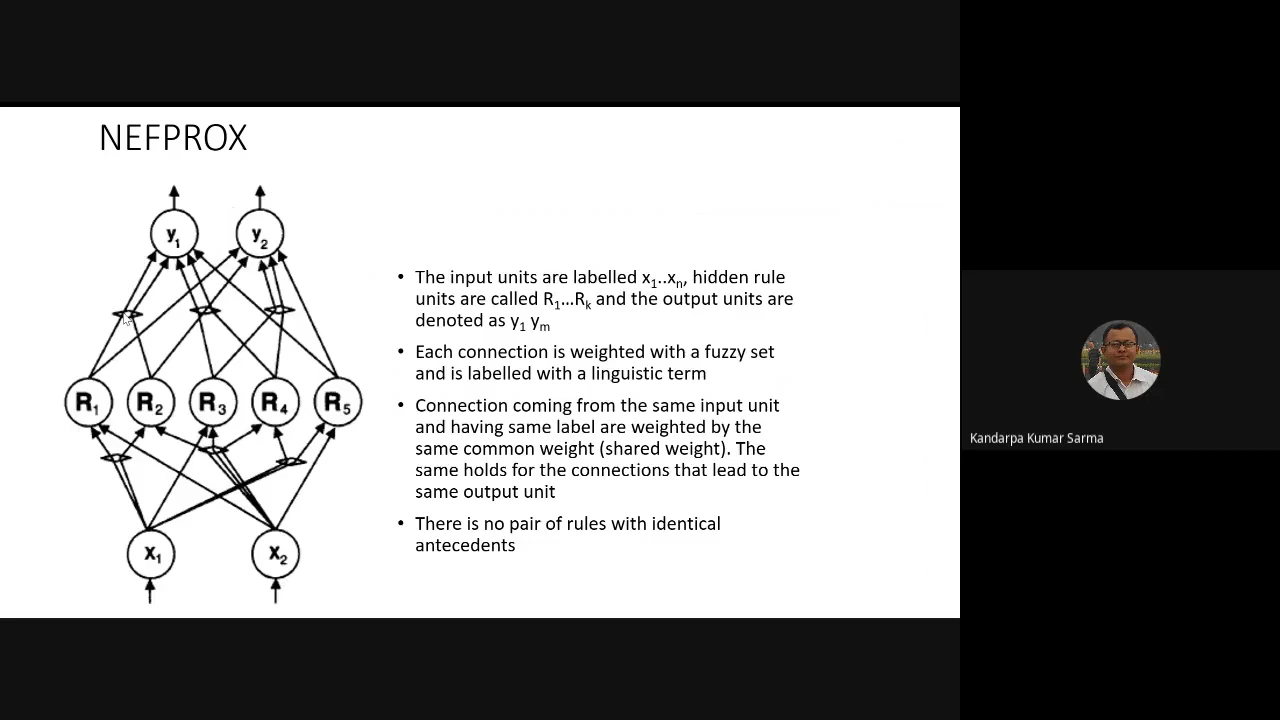 NEFPROX
y1 y2
R1 R2 R3 R4 R5
x1 x2
• The input units are labelled x1..xn, hidden rule
units are called R1...Rk and the output units are
denoted as y1 ym
• Each connection is weighted with a fuzzy set
and is labelled with a linguistic term
• Connection coming from the same input unit
and having same label are weighted by the
same common weight (shared weight). The
same holds for the connections that lead to the
same output unit
• There is no pair of rules with identical
antecedents
Kandarpa Kumar Sarma